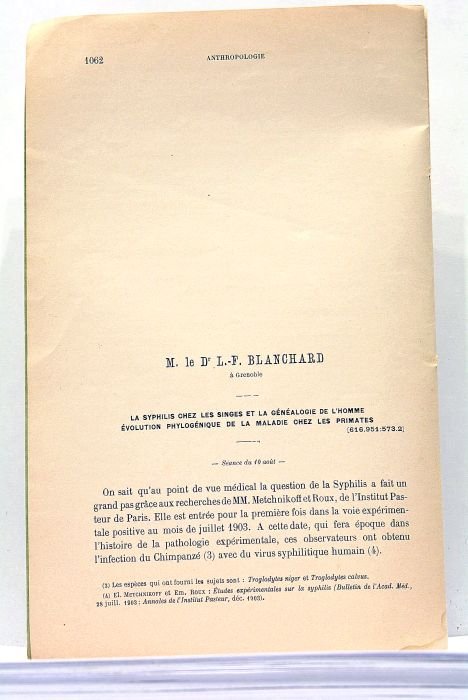 1062 ANTHROPOLOGIE
M. le Dr L.-F. BLANCHARD
à Grenoble
LA SYPHILIS CHEZ LES SINGES ET LA GÉNÉALOGIE DE L'HOMME
ÉVOLUTION PHYLOGÉNIQUE DE LA MALADIE CHEZ LES PRIMATES
[616.951:573.2]
— Séance du 10 août —
On sait qu'au point de vue médical la question de la Syphilis a fait un
grand pas grâce aux recherches de MM. Metchnikoff et Roux, de l'Institut Pas-
teur de Paris. Elle est entrée pour la première fois dans la voie expérimen-
tale positive au mois de juillet 1903. A cette date, qui fera époque dans
l'histoire de la pathologie expérimentale, ces observateurs ont obtenu
l'infection du Chimpanzé (3) avec du virus syphilitique humain (4).
(3) Les espèces qui ont fourni les sujets sont : Troglodytes niger et Troglodytes calvus.
(4) El. METCHNIKOFF et Em. ROUX : Études expérimentales sur la syphilis (Bulletin de l'Acad. Méd.,
28 juill. 1903 : Annales de l'Institut Pasteur, déc. 1903).